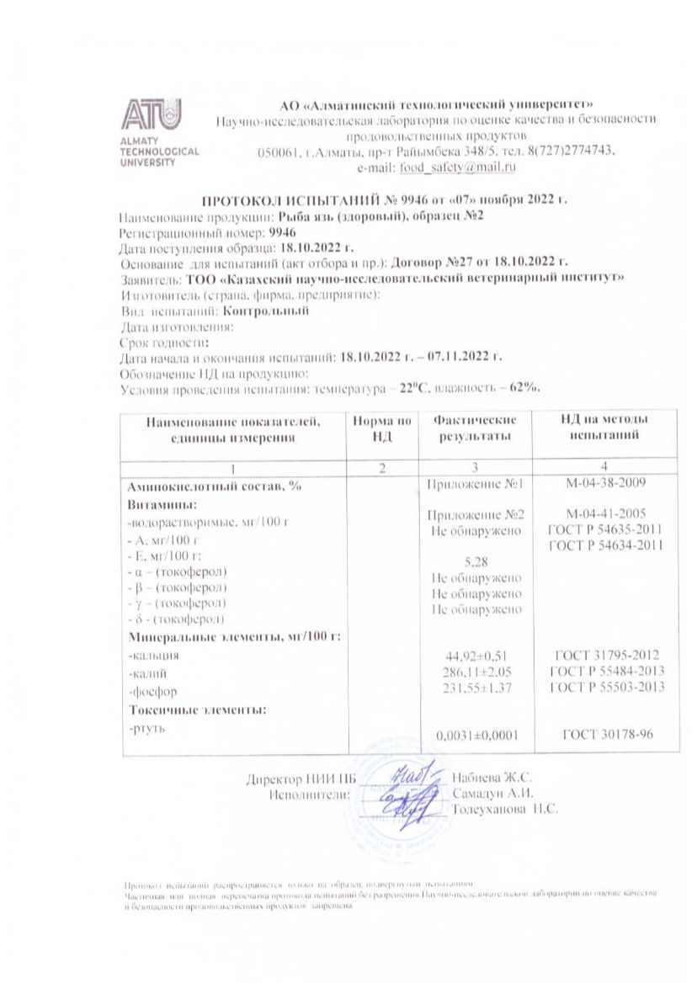 ATU
ALMATY
TECHNOLOGICAL
UNIVERSITY
АО «Алматинский технологический университет»
Научно-исследовательская лаборатория по оценке качества и безопасности
продовольственных продуктов
050061, г.Алматы, пр-т Райымбека 348/5, тел. 8(727)2774743,
e-mail: food_safety@mail.ru
ПРОТОКОЛ ИСПЫТАНИЙ № 9946 от «07» ноября 2022 г.
Наименование продукции: Рыба язь (здоровый), образец №2
Регистрационный номер: 9946
Дата поступления образца: 18.10.2022 г.
Основание для испытаний (акт отбора и пр.): Договор №27 от 18.10.2022 г.
Заявитель: ТОО «Казахский научно-исследовательский ветеринарный институт»
Изготовитель (страна, фирма, предприятие):
Вид испытаний: Контрольный
Дата изготовления:
Срок годности:
Дата начала и окончания испытаний: 18.10.2022 г. – 07.11.2022 г.
Обозначение НД на продукцию:
Условия проведения испытания: температура – 22⁰С, влажность – 62%.
Наименование показателей, Норма по Фактические НД на методы
единицы измерения НД результаты испытаний
1 2 3 4
Аминокислотный состав, % Приложение №1 М-04-38-2009
Витамины:
-водорастворимые, мг/100 г Приложение №2 М-04-41-2005
- А, мг/100 г Не обнаружено ГОСТ Р 54635-2011
- Е, мг/100 г: ГОСТ Р 54634-2011
- α – (токоферол) 5,28
- β – (токоферол) Не обнаружено
- γ – (токоферол) Не обнаружено
- δ - (токоферол) Не обнаружено
Минеральные элементы, мг/100 г:
-кальция 44,92±0,51 ГОСТ 31795-2012
-калий 286,11±2,05 ГОСТ Р 55484-2013
-фосфор 231,55±1,37 ГОСТ Р 55503-2013
Токсичные элементы:
-ртуть 0,0031±0,0001 ГОСТ 30178-96
Директор НИИ ПБ Набиева Ж.С.
Исполнители: Самадун А.И.
Толеуханова Н.С.
Протокол испытаний распространяется только на образец, подвергнутый испытаниям
Частичная или полная перепечатка протокола испытаний без разрешения Научно-исследовательской лаборатории по оценке качества
и безопасности продовольственных продуктов запрещена